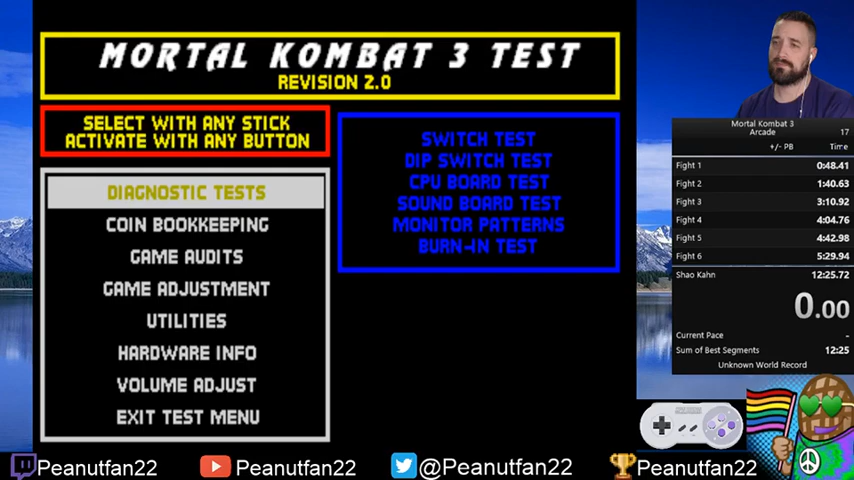 MORTAL KOMBAT 3 TEST
REVISION 2.0
SELECT WITH ANY STICK
ACTIVATE WITH ANY BUTTON
DIAGNOSTIC TESTS
COIN BOOKKEEPING
GAME AUDITS
GAME ADJUSTMENT
UTILITIES
HARDWARE INFO
VOLUME ADJUST
EXIT TEST MENU
SWITCH TEST
DIP SWITCH TEST
CPU BOARD TEST
SOUND BOARD TEST
MONITOR PATTERNS
BURN-IN TEST
Mortal Kombat 3
Arcade 17
+/- PB Time
Fight 1 0:48.41
Fight 2 1:40.63
Fight 3 3:10.92
Fight 4 4:04.76
Fight 5 4:42.98
Fight 6 5:29.94
Shao Kahn 12:25.72
0.00
Current Pace -
Sum of Best Segments 12:25
Unknown World Record
Peanutfan22 Peanutfan22 @Peanutfan22 Peanutfan22